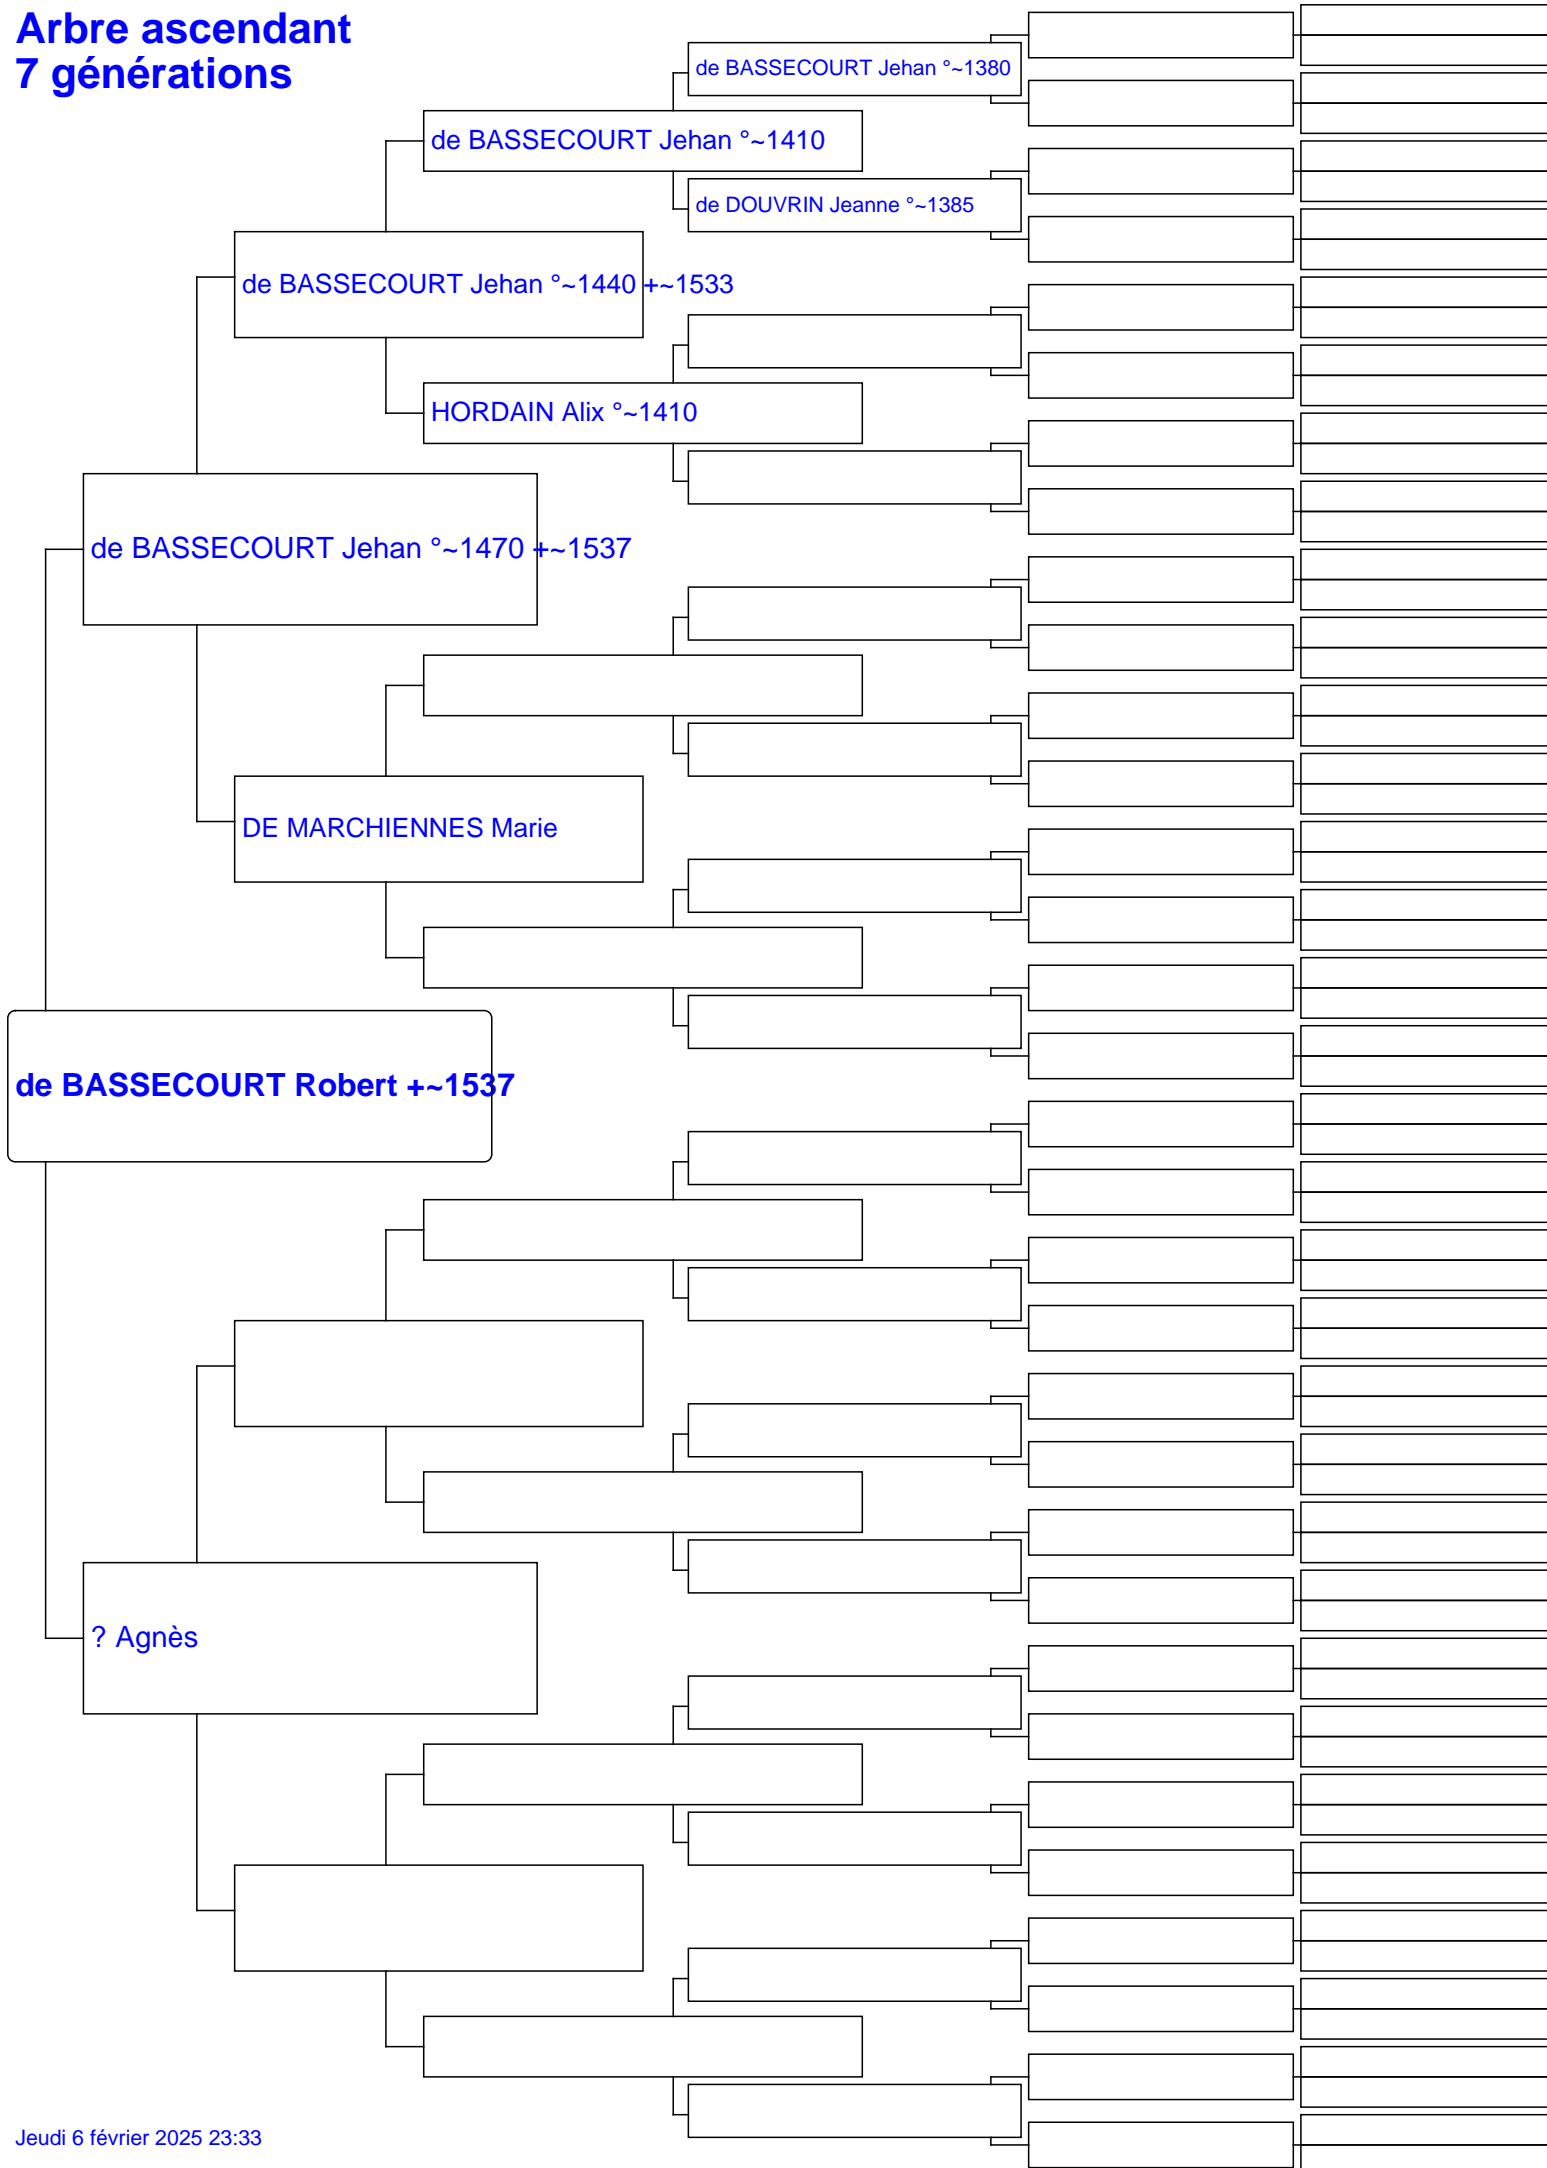 Arbre ascendant
7 générations
de BASSECOURT Jehan °~1380
de BASSECOURT Jehan °~1410
de DOUVRIN Jeanne °~1385
de BASSECOURT Jehan °~1440 +~1533
HORDAIN Alix °~1410
de BASSECOURT Jehan °~1470 +~1537
DE MARCHIENNES Marie
de BASSECOURT Robert +~1537
? Agnès
Jeudi 6 février 2025 23:33